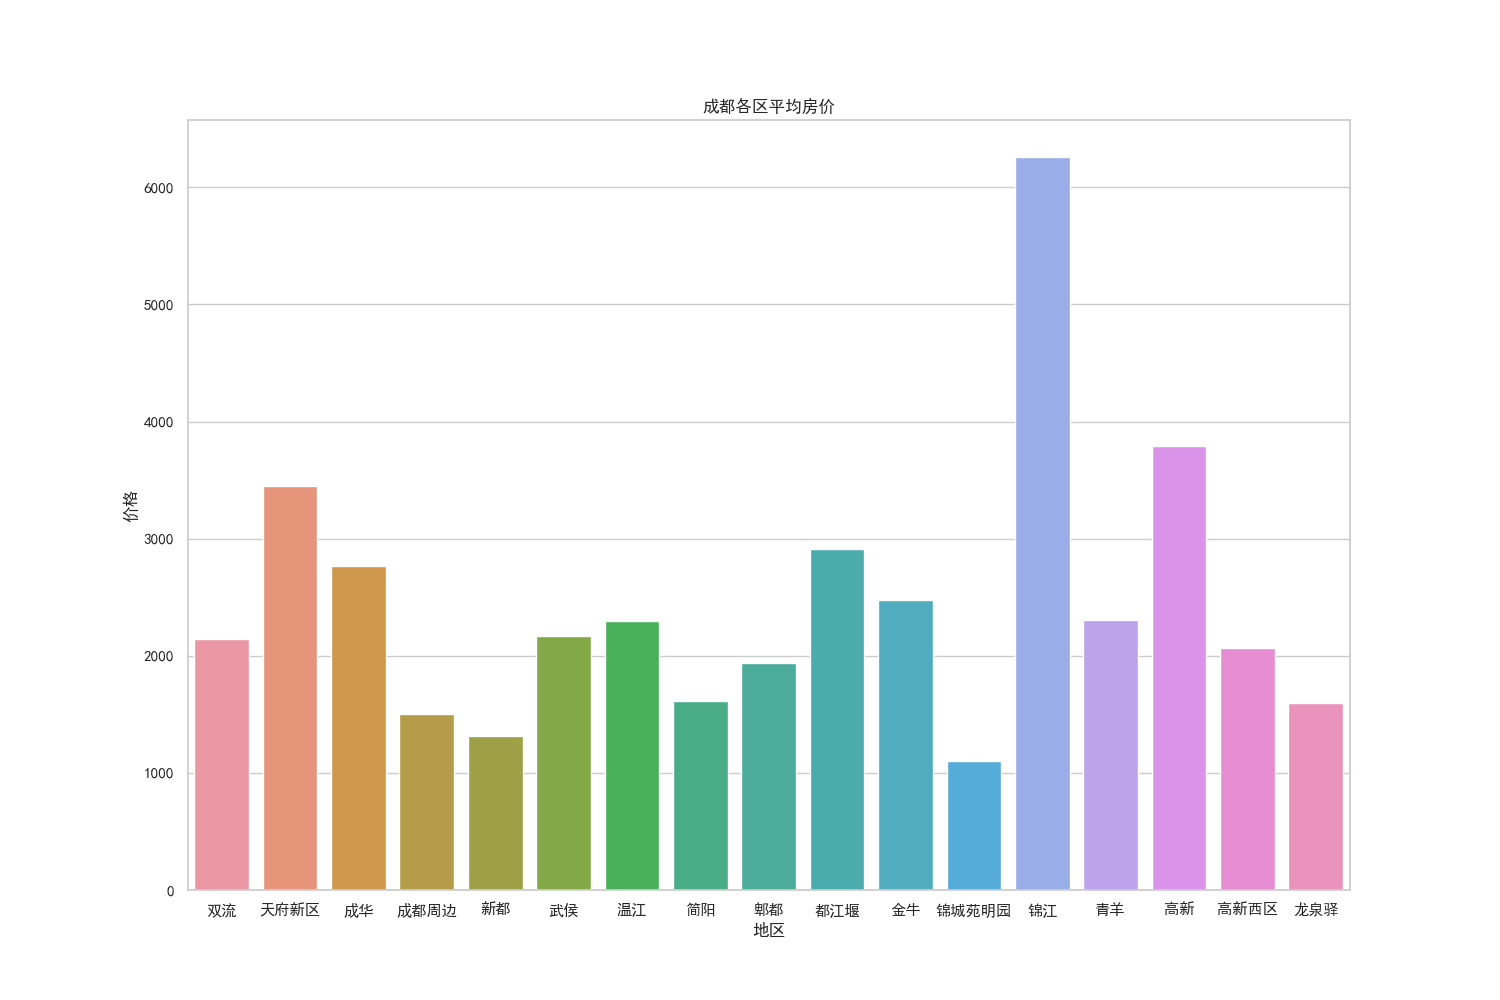 成都各区平均房价
6000
5000
4000
3000
2000
1000
0
价格
双流 天府新区 成华 成都周边 新都 武侯 温江 简阳 郫都 都江堰 金牛 锦城苑明园 锦江 青羊 高新 高新西区 龙泉驿
地区